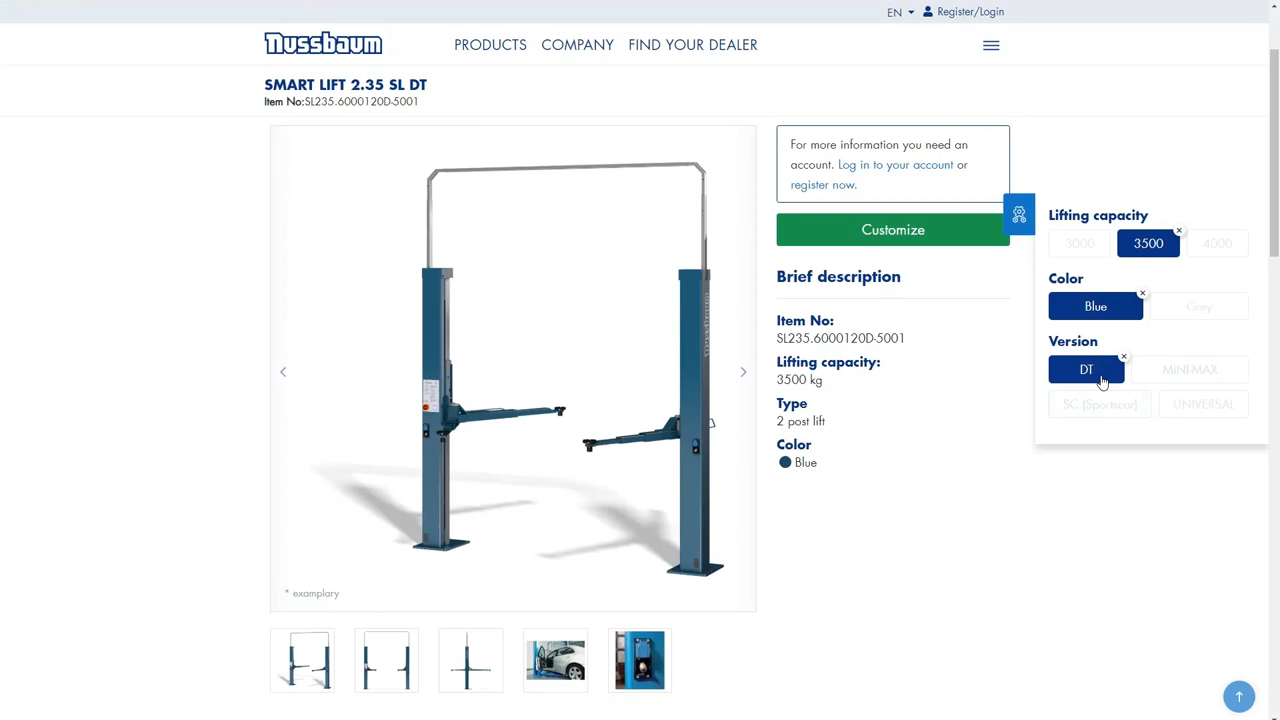 EN
Register/Login
Nussbaum
PRODUCTS COMPANY FIND YOUR DEALER
SMART LIFT 2.35 SL DT
Item No:SL235.6000120D-5001
For more information you need an
account. Log in to your account or
register now.
Customize
Brief description
Item No:
SL235.6000120D-5001
Lifting capacity:
3500 kg
Type
2 post lift
Color
Blue
Lifting capacity
3000 3500 4000
Color
Blue Gray
Version
DT MINI-MAX
SC (Sportscar) UNIVERSAL
Nussbaum
* examplary